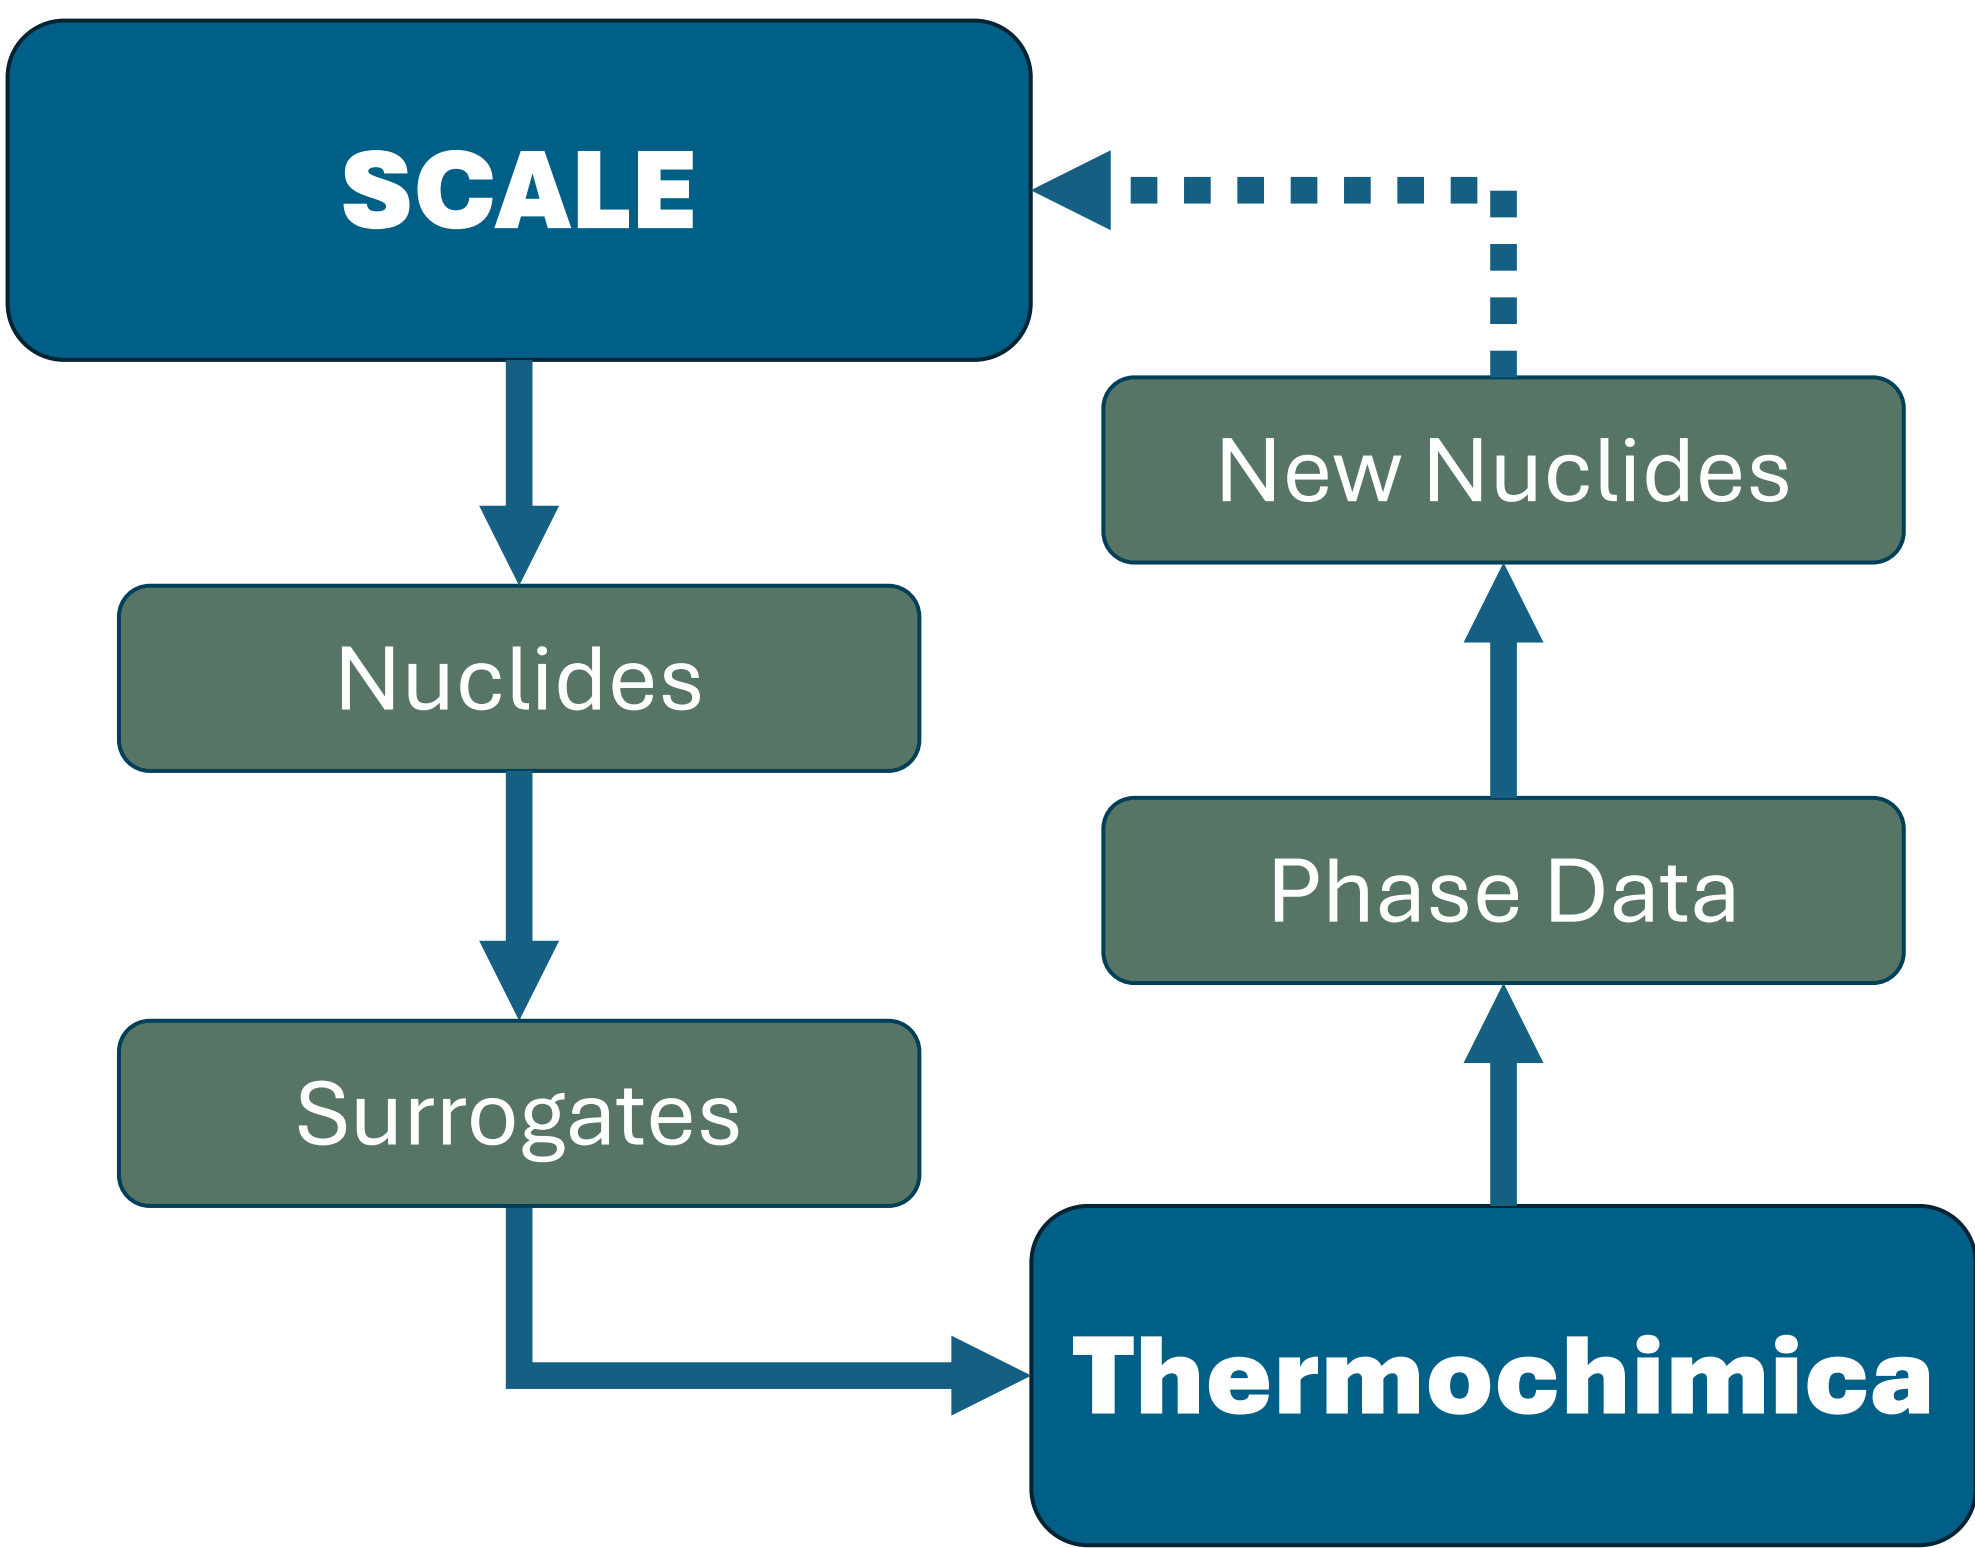 SCALE
Nuclides
Surrogates
Thermochimica
Phase Data
New Nuclides